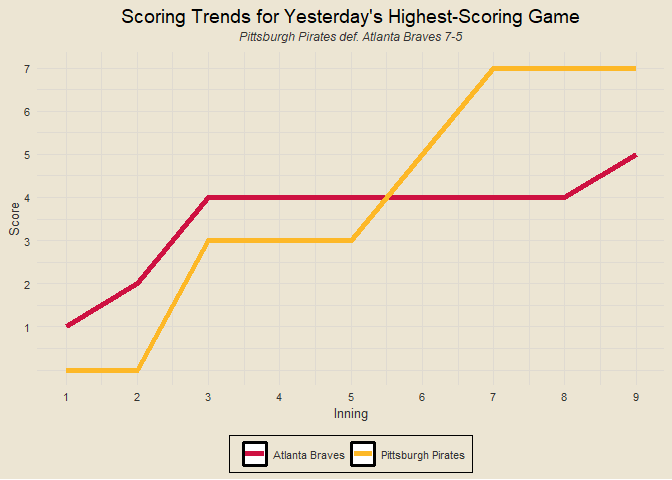 Scoring Trends for Yesterday's Highest-Scoring Game
Pittsburgh Pirates def. Atlanta Braves 7-5
7
6
5
4
3
2
1
Score
1 2 3 4 5 6 7 8 9
Inning
Atlanta Braves Pittsburgh Pirates